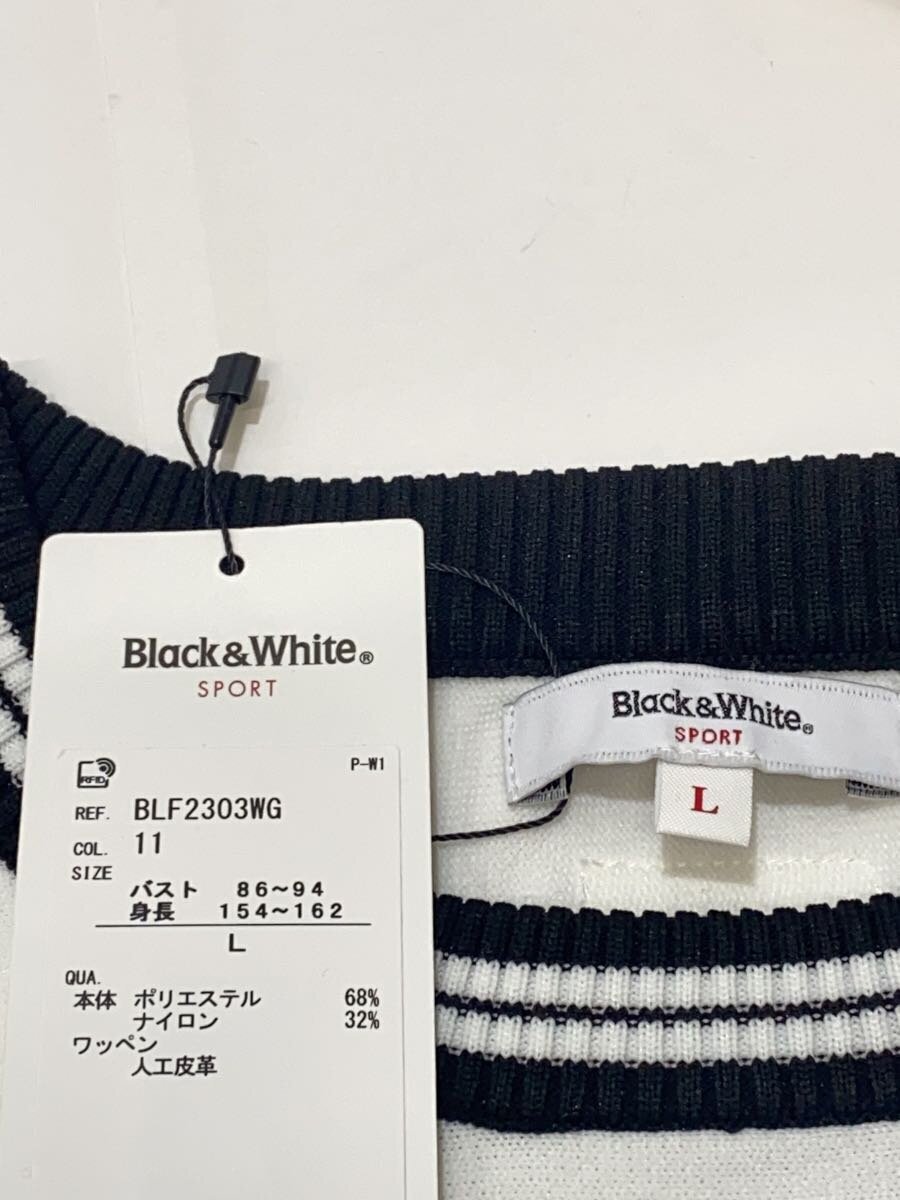 Black&White®
SPORT
RFID
P-W1
REF. BLF2303WG
COL. 11
SIZE
バスト 86~94
身長 154~162
L
QUA.
本体 ポリエステル 68%
ナイロン 32%
ワッペン
人工皮革
Black&White®
SPORT
L